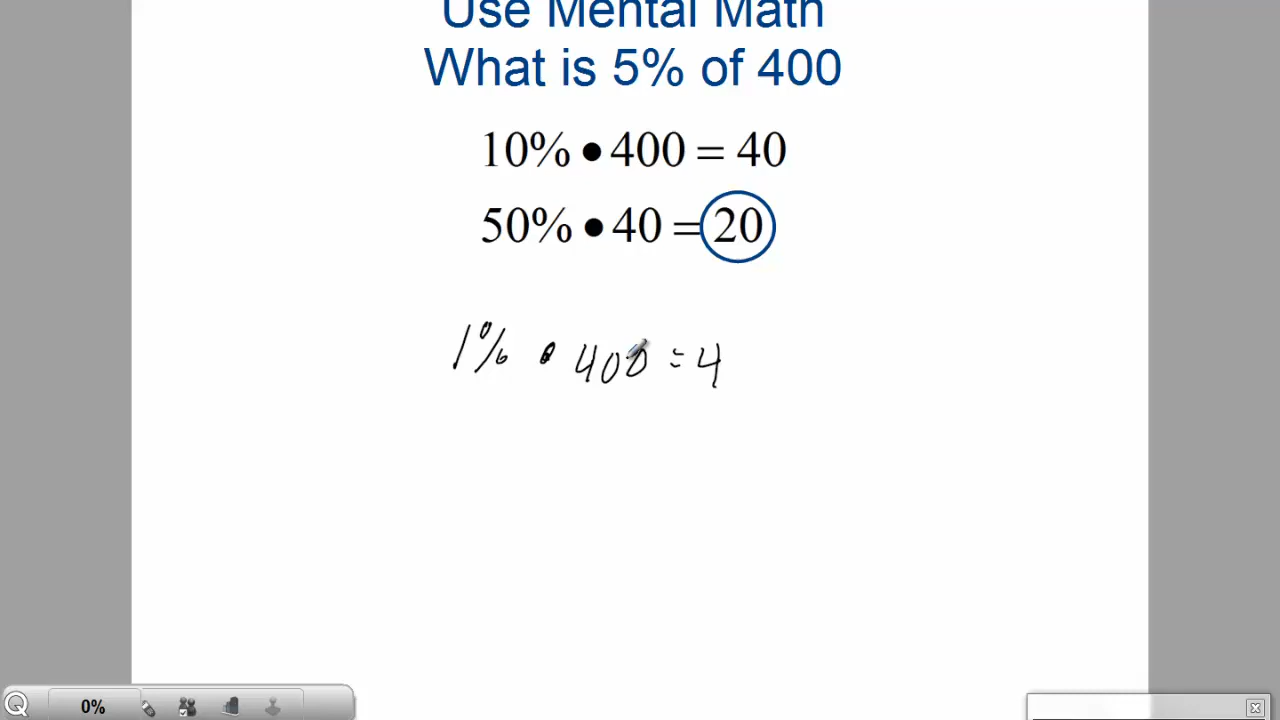 Use Mental Math
What is 5% of 400
10% • 400 = 40
50% • 40 = 20
1% • 400 = 4
0%